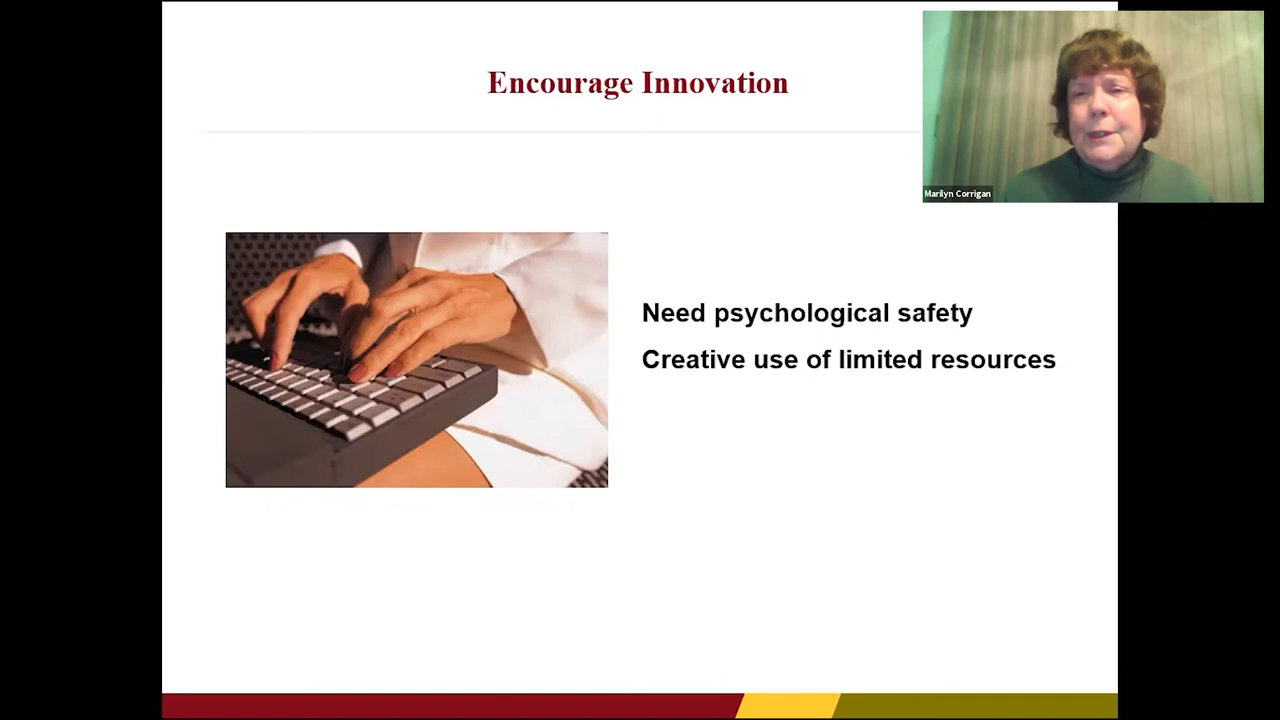 Encourage Innovation
Marilyn Corrigan
Need psychological safety
Creative use of limited resources